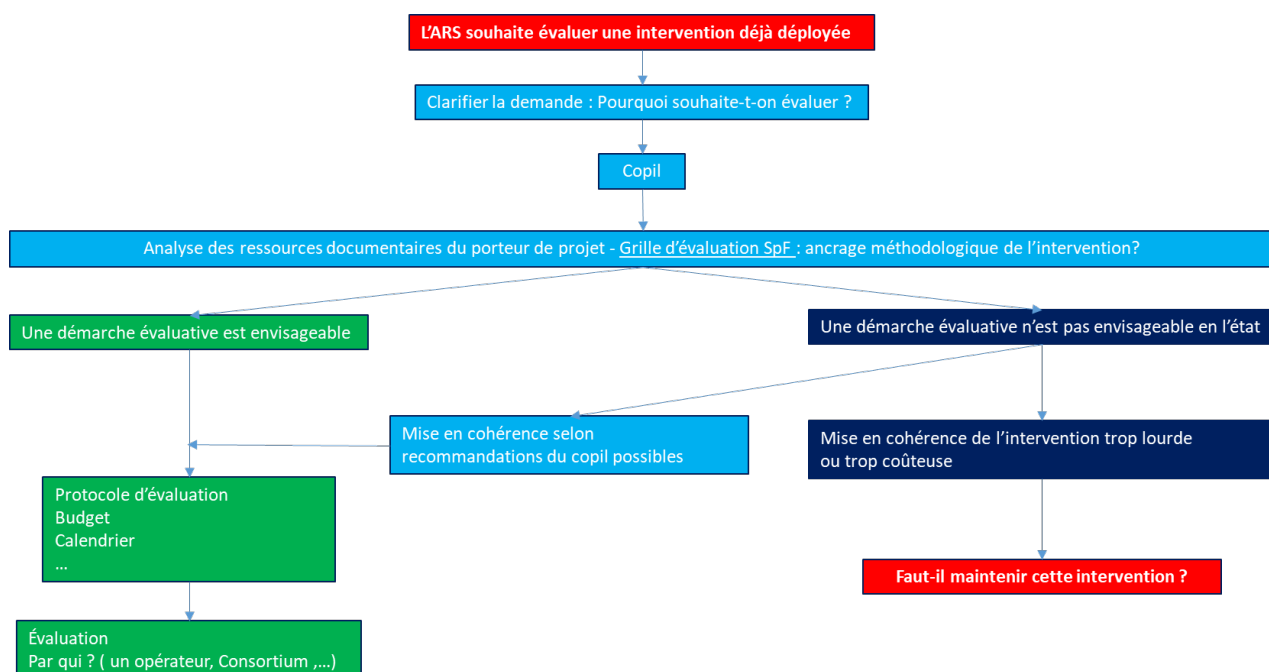 L'ARS souhaite évaluer une intervention déjà déployée
Clarifier la demande : Pourquoi souhaite-t-on évaluer ?
Copil
Analyse des ressources documentaires du porteur de projet - Grille d'évaluation SpF : ancrage méthodologique de l'intervention?
Une démarche évaluative est envisageable
Une démarche évaluative n'est pas envisageable en l'état
Mise en cohérence selon
recommandations du copil possibles
Mise en cohérence de l'intervention trop lourde
ou trop coûteuse
Protocole d'évaluation
Budget
Calendrier
...
Faut-il maintenir cette intervention ?
Évaluation
Par qui ? ( un opérateur, Consortium ,...)